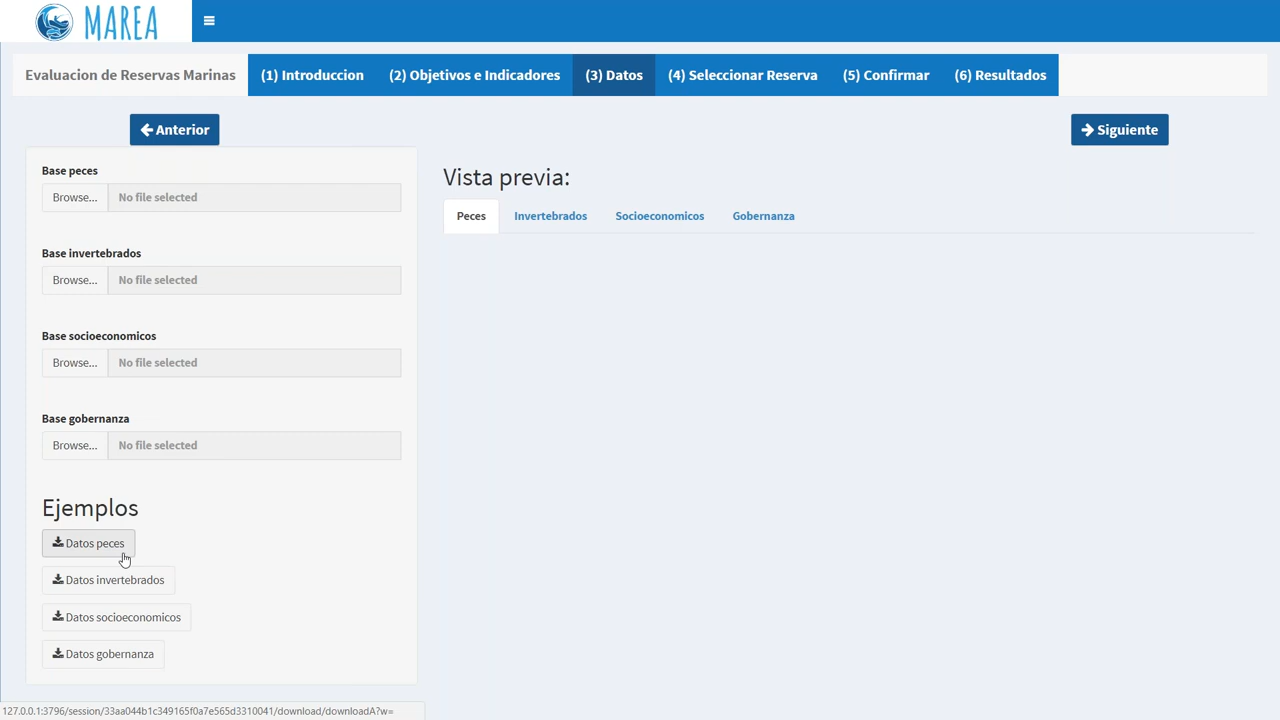 MAREA
Evaluacion de Reservas Marinas
(1) Introduccion
(2) Objetivos e Indicadores
(3) Datos
(4) Seleccionar Reserva
(5) Confirmar
(6) Resultados
Anterior
Siguiente
Base peces
Browse... No file selected
Base invertebrados
Browse... No file selected
Base socioeconomicos
Browse... No file selected
Base gobernanza
Browse... No file selected
Ejemplos
Datos peces
Datos invertebrados
Datos socioeconomicos
Datos gobernanza
Vista previa:
Peces
Invertebrados
Socioeconomicos
Gobernanza
127.0.0.1:3796/session/33aa044b1c349165f0a7e565d3310041/download/downloadA?w=